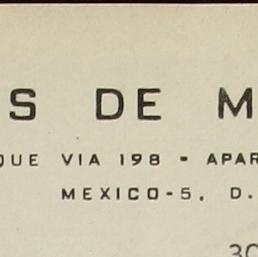 S DE M
QUE VIA 198 - APAR
MEXICO-5, D.
30